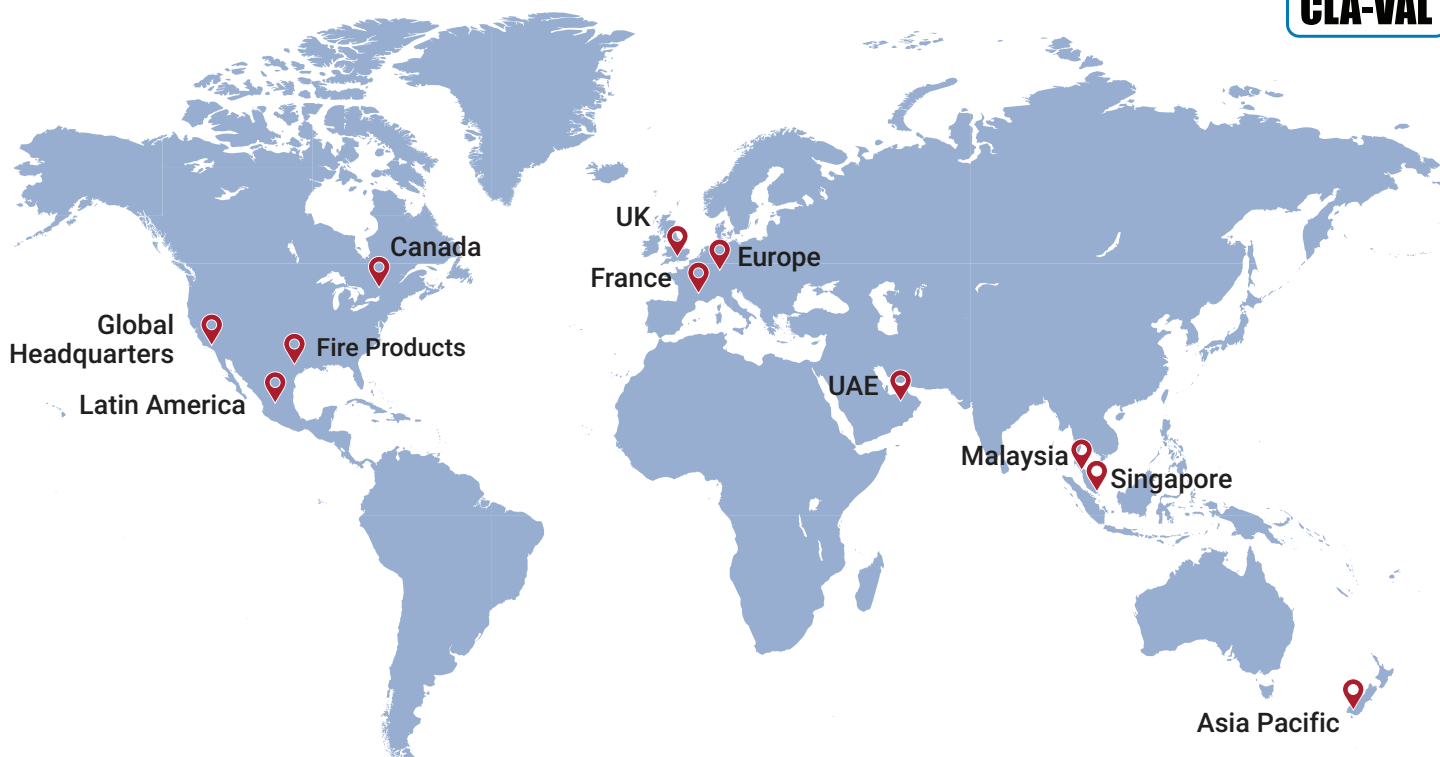 CLA-VAL
UK
Canada
Europe
France
Global
Headquarters
Fire Products
UAE
Latin America
Malaysia
Singapore
Asia Pacific